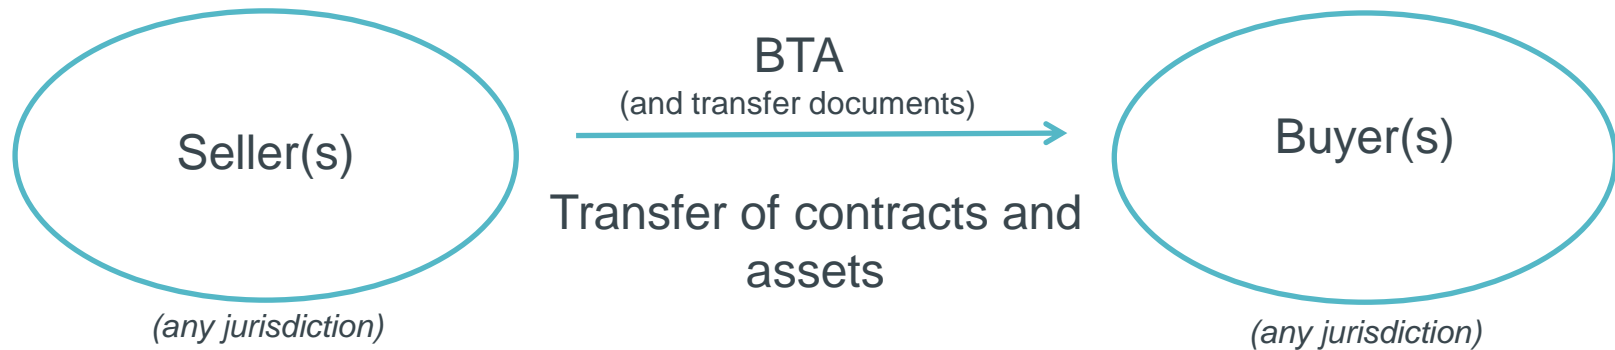 Seller(s)
(any jurisdiction)
BTA
(and transfer documents)
Transfer of contracts and
assets
Buyer(s)
(any jurisdiction)